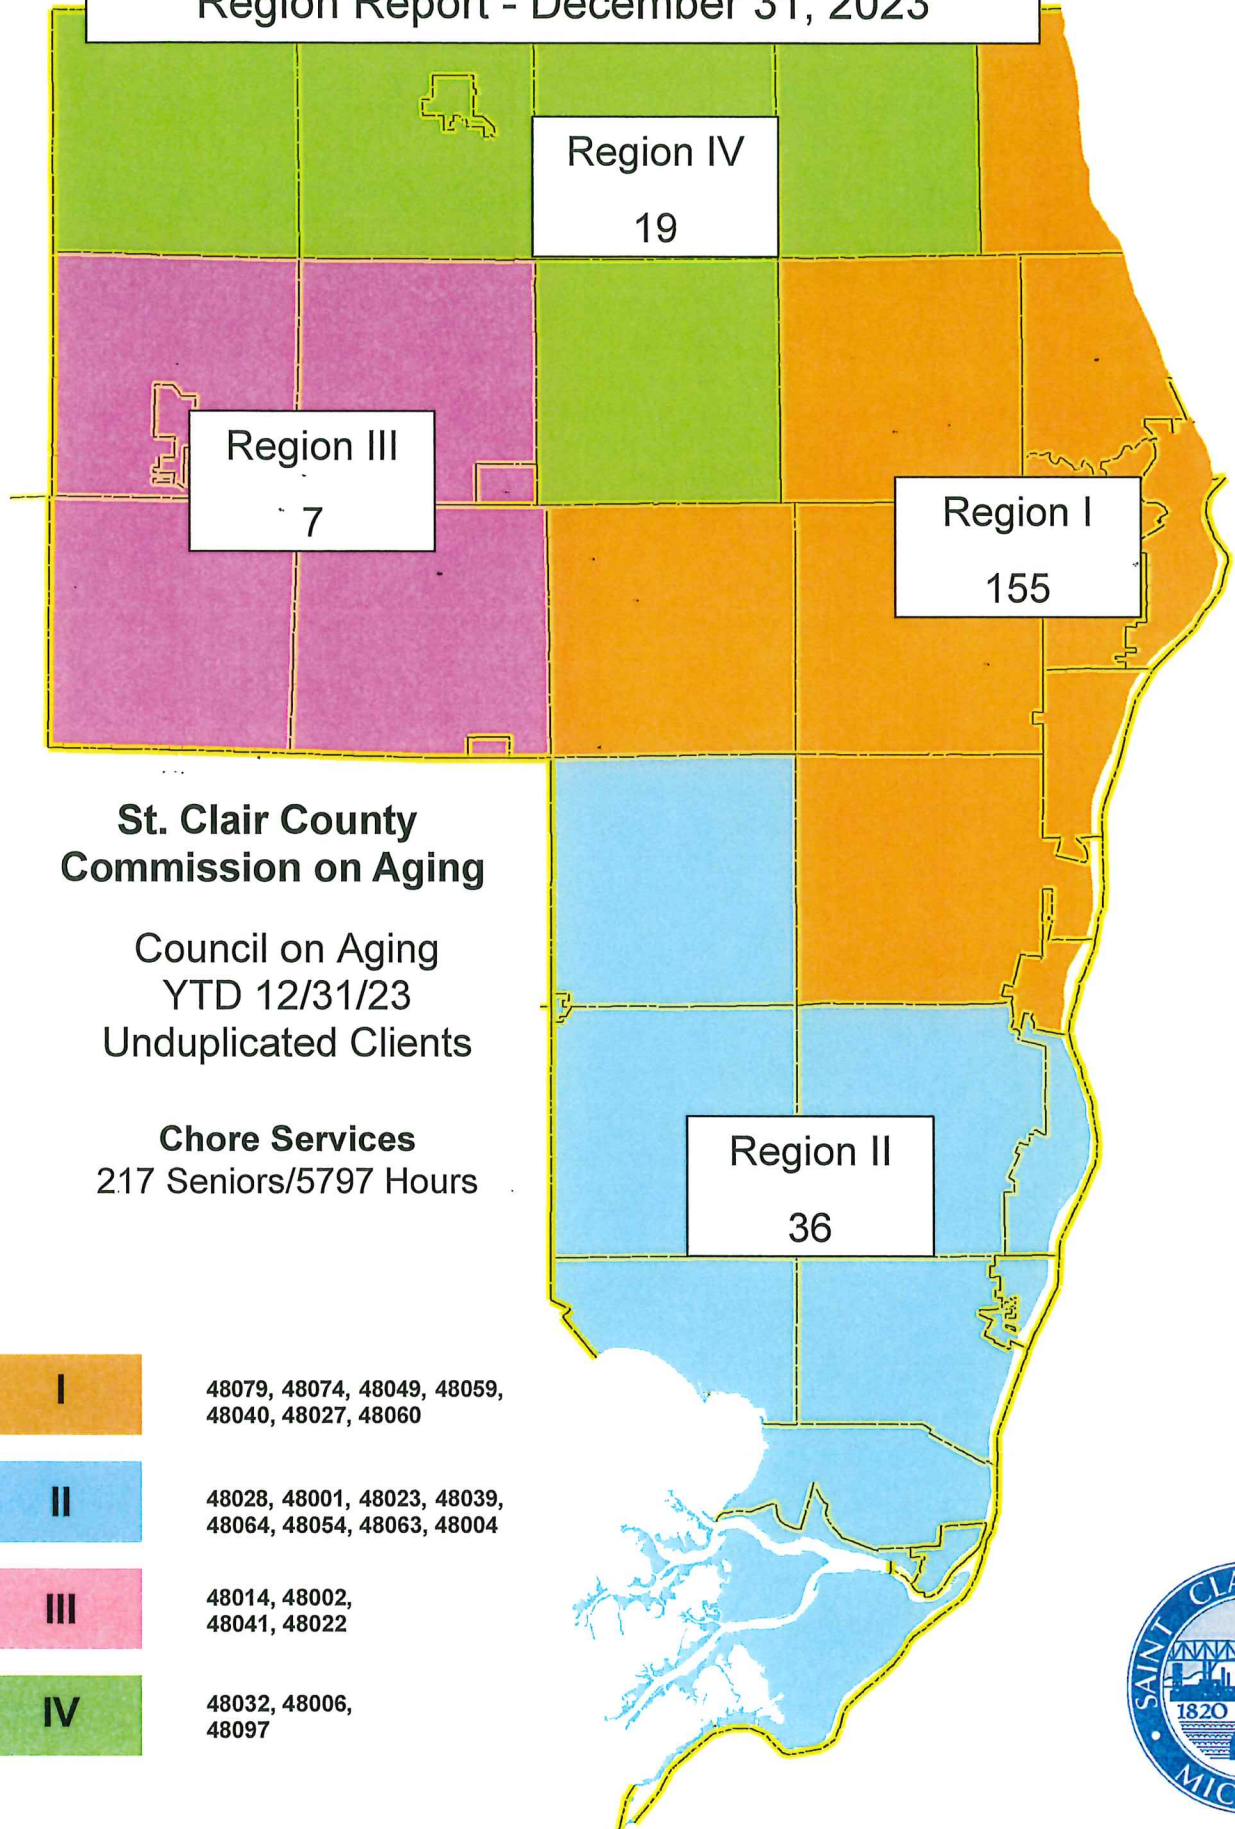 Region Report - December 31, 2023
Region IV
19
Region III
7
Region I
155
St. Clair County
Commission on Aging
Council on Aging
YTD 12/31/23
Unduplicated Clients
Chore Services
217 Seniors/5797 Hours
Region II
36
I
48079, 48074, 48049, 48059,
48040, 48027, 48060
II
48028, 48001, 48023, 48039,
48064, 48054, 48063, 48004
III
48014, 48002,
48041, 48022
IV
48032, 48006,
48097
SAINT CLA
1820
MIC